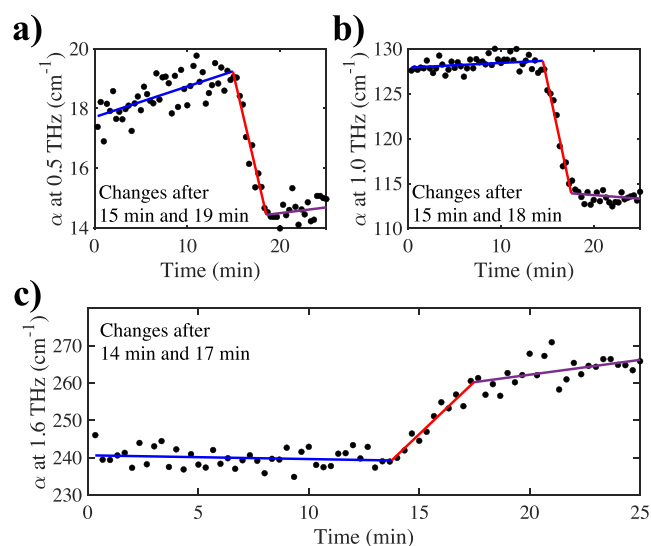 a)
20
18
16
14
α at 0.5 THz (cm⁻¹)
Changes after
15 min and 19 min
0 10 20
Time (min)
b)
130
125
120
115
110
α at 1.0 THz (cm⁻¹)
Changes after
15 min and 18 min
0 10 20
Time (min)
c)
270
260
250
240
230
α at 1.6 THz (cm⁻¹)
Changes after
14 min and 17 min
0 5 10 15 20 25
Time (min)